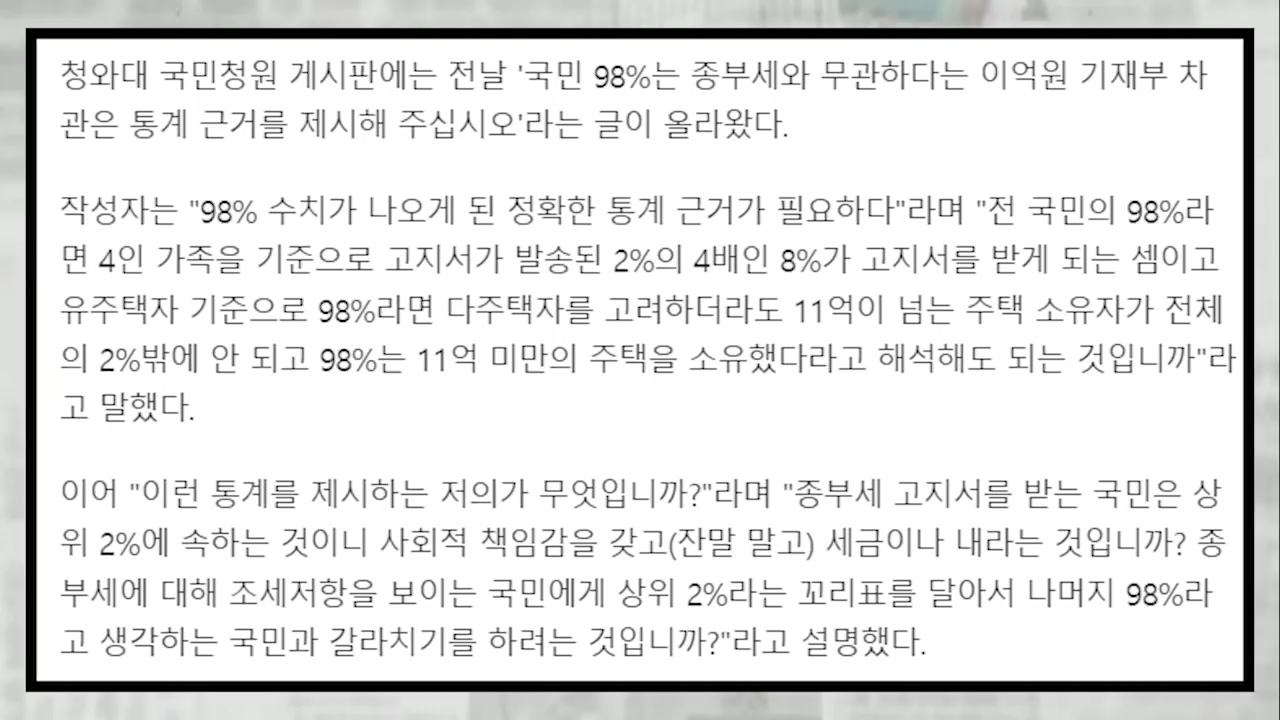 청와대 국민청원 게시판에는 전날 '국민 98%는 종부세와 무관하다는 이억원 기재부 차
관은 통계 근거를 제시해 주십시오'라는 글이 올라왔다.
작성자는 "98% 수치가 나오게 된 정확한 통계 근거가 필요하다"라며 "전 국민의 98%라
면 4인 가족을 기준으로 고지서가 발송된 2%의 4배인 8%가 고지서를 받게 되는 셈이고
유주택자 기준으로 98%라면 다주택자를 고려하더라도 11억이 넘는 주택 소유자가 전체
의 2%밖에 안 되고 98%는 11억 미만의 주택을 소유했다라고 해석해도 되는 것입니까"라
고 말했다.
이어 "이런 통계를 제시하는 저의가 무엇입니까?"라며 "종부세 고지서를 받는 국민은 상
위 2%에 속하는 것이니 사회적 책임감을 갖고(잔말 말고) 세금이나 내라는 것입니까? 종
부세에 대해 조세저항을 보이는 국민에게 상위 2%라는 꼬리표를 달아서 나머지 98%라
고 생각하는 국민과 갈라치기를 하려는 것입니까?"라고 설명했다.